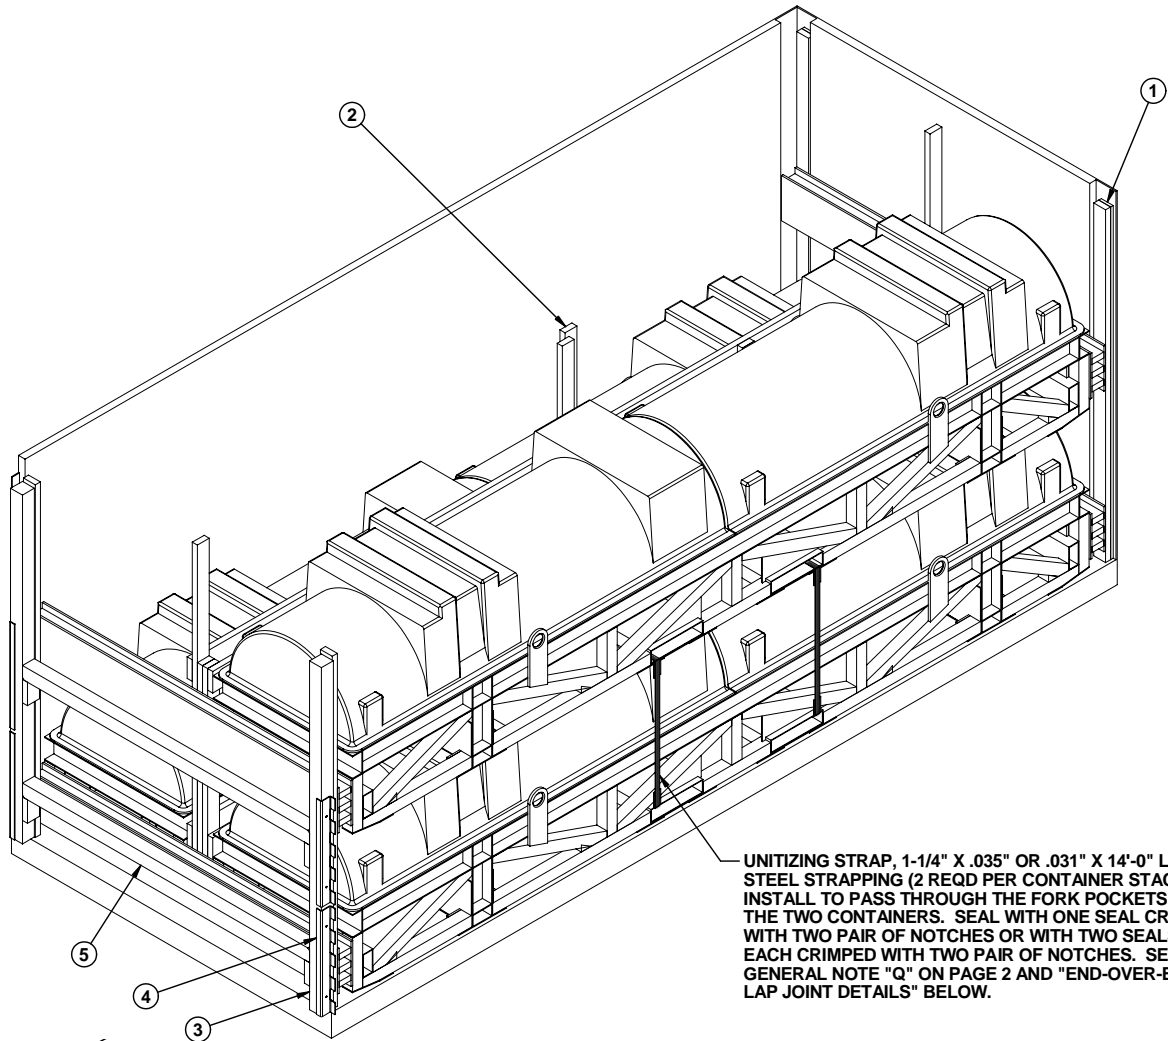 2
1
UNITIZING STRAP, 1-1/4" X .035" OR .031" X 14'-0" L
STEEL STRAPPING (2 REQD PER CONTAINER STAC
INSTALL TO PASS THROUGH THE FORK POCKETS
THE TWO CONTAINERS. SEAL WITH ONE SEAL CR
WITH TWO PAIR OF NOTCHES OR WITH TWO SEAL
EACH CRIMPED WITH TWO PAIR OF NOTCHES. SE
GENERAL NOTE "Q" ON PAGE 2 AND "END-OVER-E
LAP JOINT DETAILS" BELOW.
5
4
3